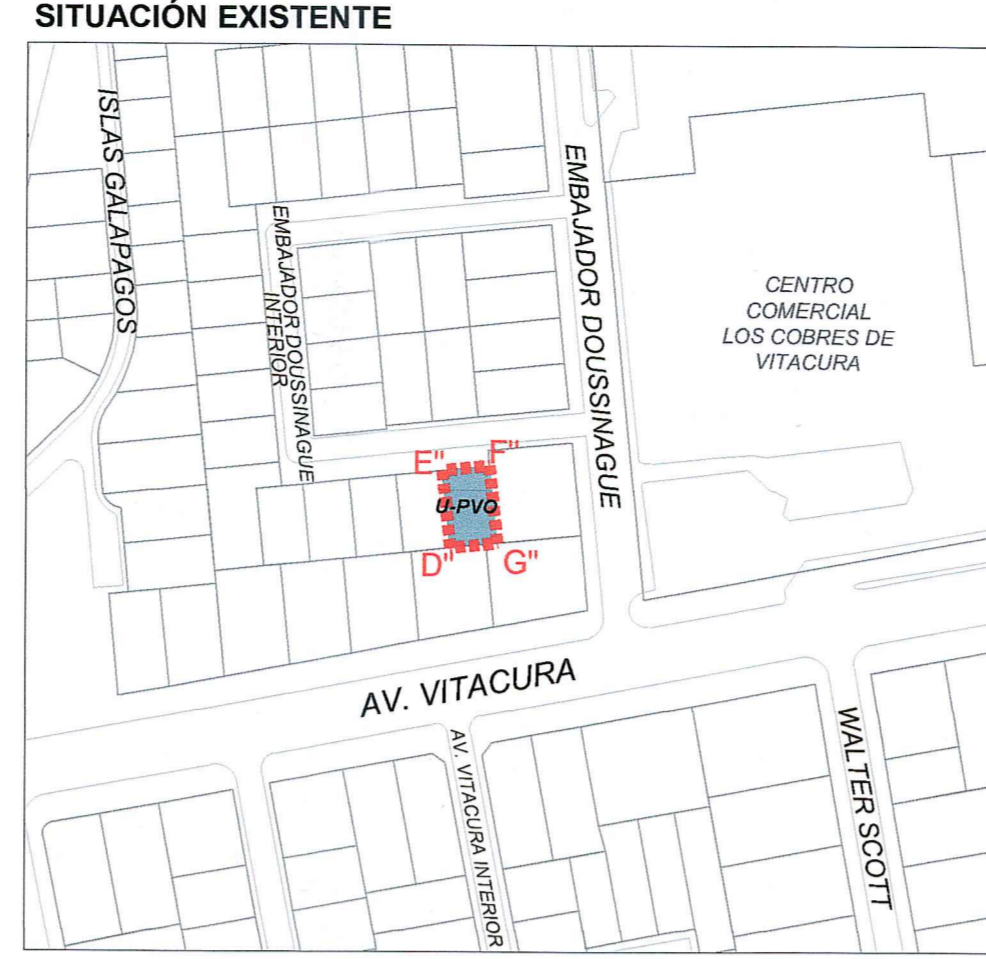 SITUACIÓN EXISTENTE
ISLAS GALAPAGOS
EMBAJADOR DOUSSINAGUE
INTERIOR
EMBAJADOR DOUSSINAGUE
CENTRO
COMERCIAL
LOS COBRES DE
VITACURA
E" F"
U-PVO
D" G"
AV. VITACURA
AV. VITACURA INTERIOR
WALTER SCOTT